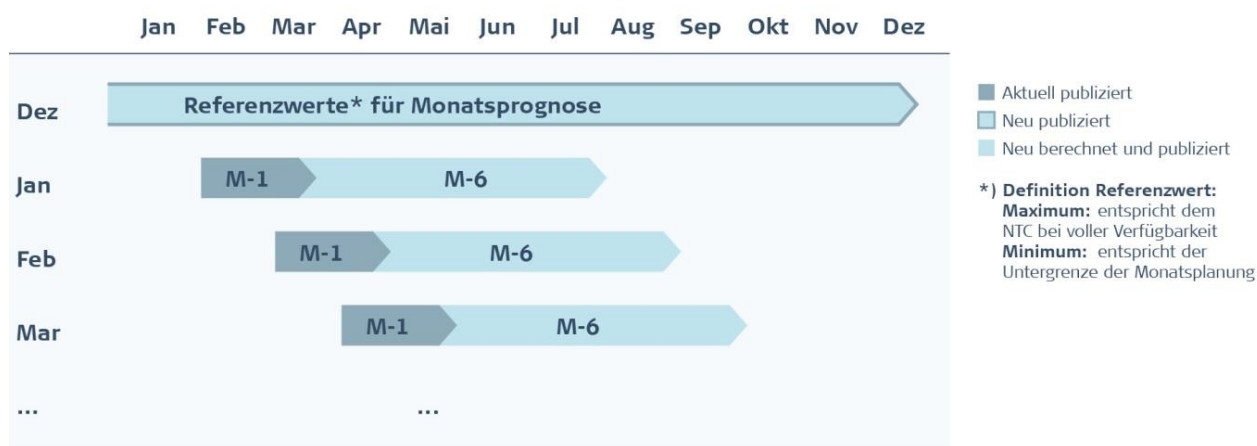 Jan Feb Mar Apr Mai Jun Jul Aug Sep Okt Nov Dez
Dez
Referenzwerte* für Monatsprognose
Jan
M-1 M-6
Feb
M-1 M-6
Mar
M-1 M-6
... ...
Aktuell publiziert
Neu publiziert
Neu berechnet und publiziert
*) Definition Referenzwert:
Maximum: entspricht dem
NTC bei voller Verfügbarkeit
Minimum: entspricht der
Untergrenze der Monatsplanung